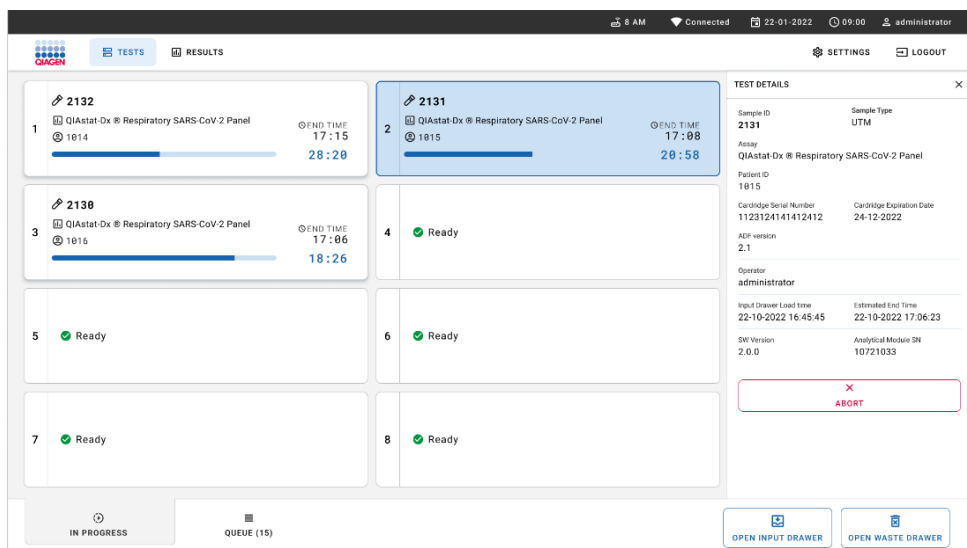 8 AM Connected 22-01-2022 09:00 administrator
QIAGEN TESTS RESULTS SETTINGS LOGOUT
1
2132
QIAstat-Dx ® Respiratory SARS-CoV-2 Panel
1014
END TIME
17:15
28:20
2
2131
QIAstat-Dx ® Respiratory SARS-CoV-2 Panel
1015
END TIME
17:08
20:58
3
2130
QIAstat-Dx ® Respiratory SARS-CoV-2 Panel
1016
END TIME
17:06
18:26
4 Ready
5 Ready
6 Ready
7 Ready
8 Ready
TEST DETAILS
Sample ID
2131
Sample Type
UTM
Assay
QIAstat-Dx ® Respiratory SARS-CoV-2 Panel
Patient ID
1015
Cardridge Serial Number
1123124141412412
Cardridge Expiration Date
24-12-2022
ADF version
2.1
Operator
administrator
Input Drawer Load time
22-10-2022 16:45:45
Estimated End Time
22-10-2022 17:06:23
SW Version
2.0.0
Analytical Module SN
10721033
ABORT
IN PROGRESS
QUEUE (15)
OPEN INPUT DRAWER
OPEN WASTE DRAWER